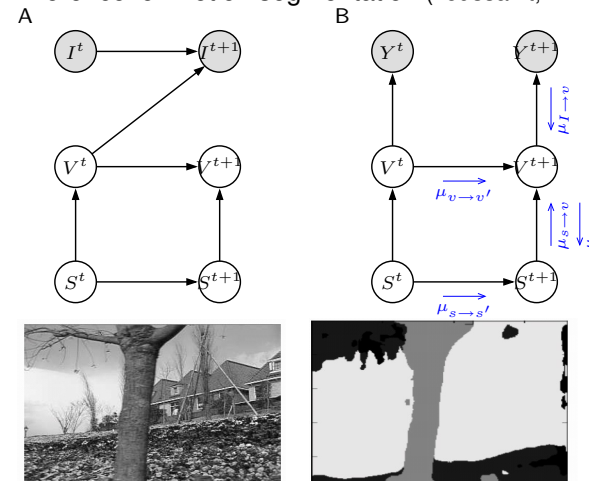 A
B
I^t
I^{t+1}
Y^t
Y^{t+1}
μ_{I→v}
V^t
V^{t+1}
V^t
V^{t+1}
μ_{v→v′}
μ_{s→v}
S^t
S^{t+1}
S^t
S^{t+1}
μ_{s→s′}